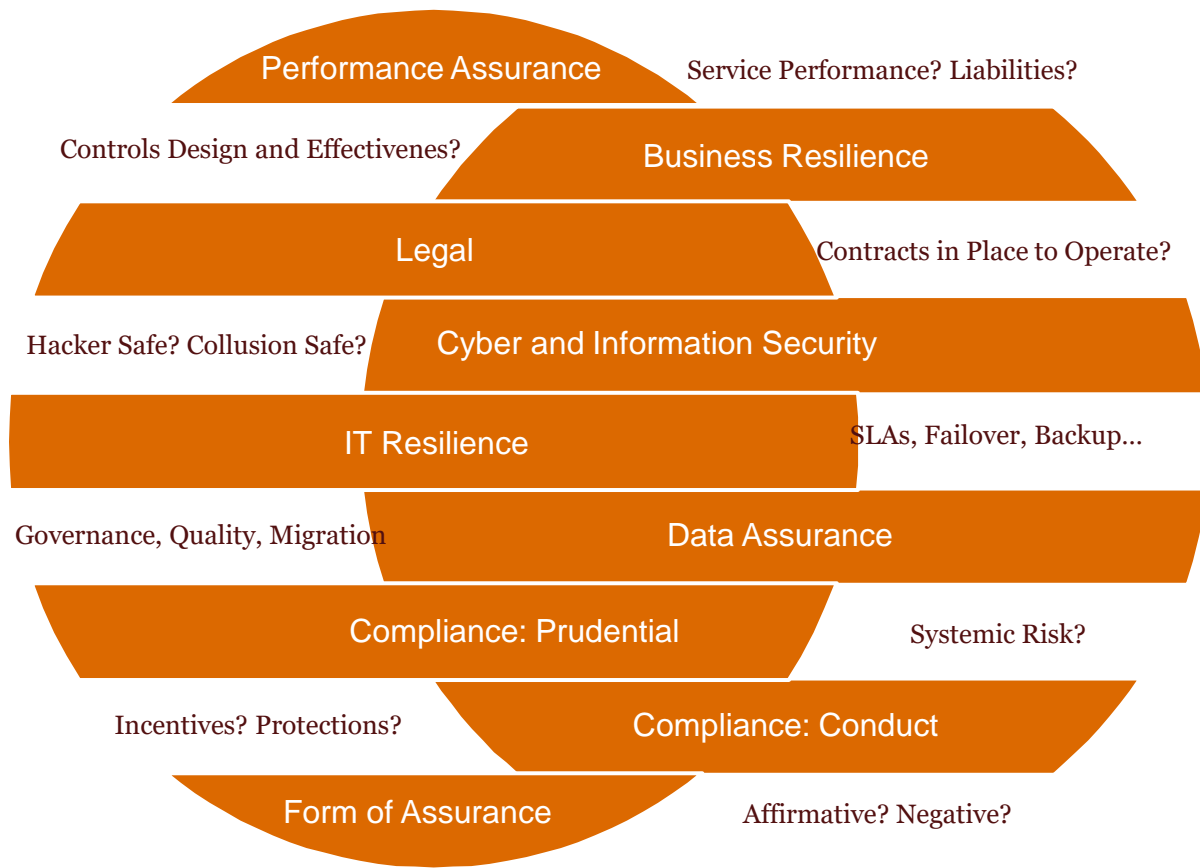 Performance Assurance
Service Performance? Liabilities?
Controls Design and Effectivenes?
Business Resilience
Legal
Contracts in Place to Operate?
Hacker Safe? Collusion Safe?
Cyber and Information Security
IT Resilience
SLAs, Failover, Backup...
Governance, Quality, Migration
Data Assurance
Compliance: Prudential
Systemic Risk?
Incentives? Protections?
Compliance: Conduct
Form of Assurance
Affirmative? Negative?